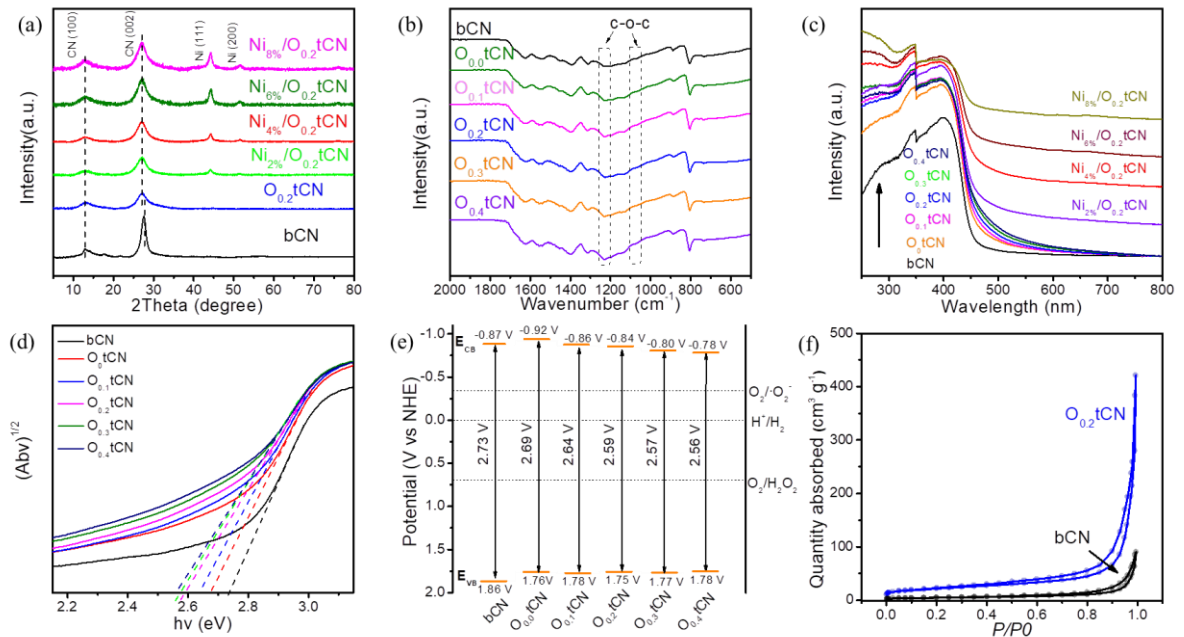 (a)
CN (100)
CN (002)
Ni (111)
Ni (200)
Ni8%/O0.2tCN
Ni6%/O0.2tCN
Ni4%/O0.2tCN
Ni2%/O0.2tCN
O0.2tCN
bCN
Intensity(a.u.)
10 20 30 40 50 60 70 80
2Theta (degree)
(b)
c-o-c
bCN
O0.0tCN
O0.1tCN
O0.2tCN
O0.3tCN
O0.4tCN
Intensity(a.u.)
2000 1800 1600 1400 1200 1000 800 600
Wavenumber (cm-1)
(c)
Ni8%/O0.2tCN
Ni6%/O0.2tCN
Ni4%/O0.2tCN
Ni2%/O0.2tCN
O0.4tCN
O0.3tCN
O0.2tCN
O0.1tCN
O0tCN
bCN
Intensity (a.u.)
300 400 500 600 700 800
Wavelength (nm)
(d)
bCN
O0tCN
O0.1tCN
O0.2tCN
O0.3tCN
O0.4tCN
(Abv)1/2
2.2 2.4 2.6 2.8 3.0
hv (eV)
(e)
-1.0
-0.5
0.0
0.5
1.0
1.5
2.0
Potential (V vs NHE)
ECB
-0.87 V -0.92 V -0.86 V -0.84 V -0.80 V -0.78 V
O2/·O2-
H+/H2
2.73 V 2.69 V 2.64 V 2.59 V 2.57 V 2.56 V
O2/H2O2
EVB
1.86 V 1.76V 1.78 V 1.75V 1.77V 1.78V
bCN O0.0tCN O0.1tCN O0.2tCN O0.3tCN O0.4tCN
(f)
500
400
300
200
100
0
Quantity absorbed (cm3 g-1)
O0.2tCN
bCN
0.0 0.2 0.4 0.6 0.8 1.0
P/P0